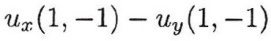 u_x(1, −1) − u_y(1, −1)